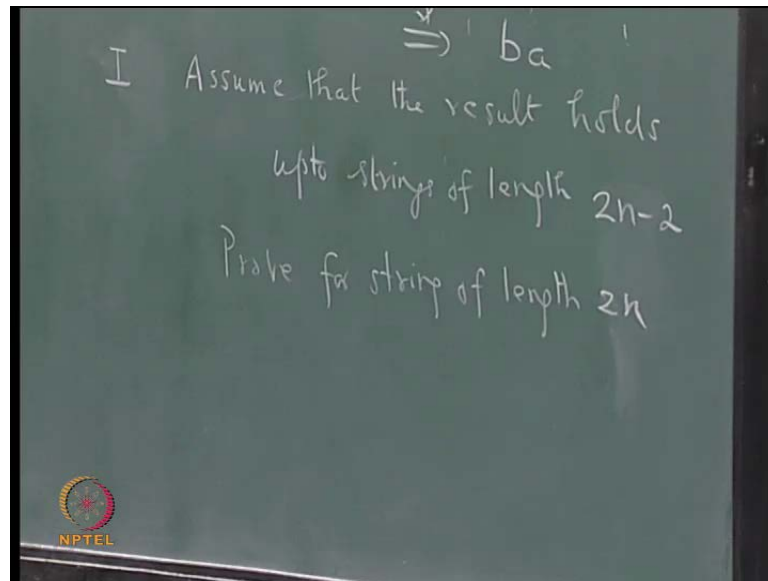 ⇒ ba
I Assume that the result holds
upto strings of length 2n-2
Prove for string of length 2n
NPTEL